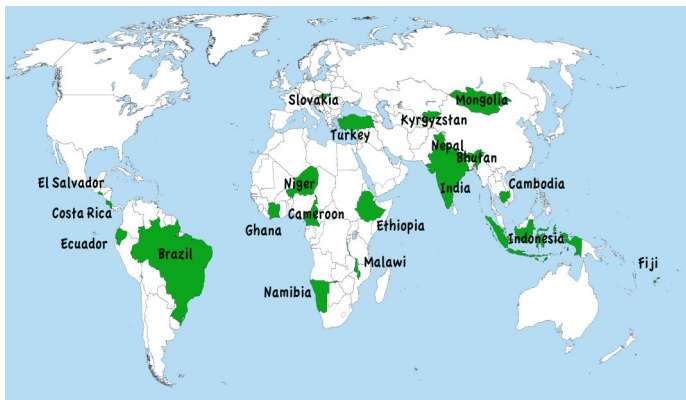 Slovakia
Mongolia
Kyrgyzstan
Turkey
Nepal
Bhutan
El Salvador
Niger
India
Cambodia
Costa Rica
Cameroon
Ghana
Ethiopia
Ecuador
Brazil
Indonesia
Malawi
Fiji
Namibia